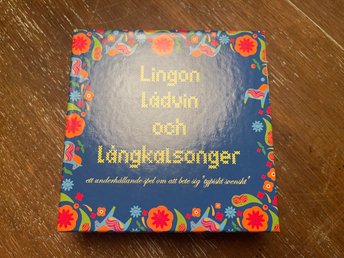 Lingon
lådvin
och
långkalsonger
ett underhållande spel om att bete sig "typiskt svenskt"